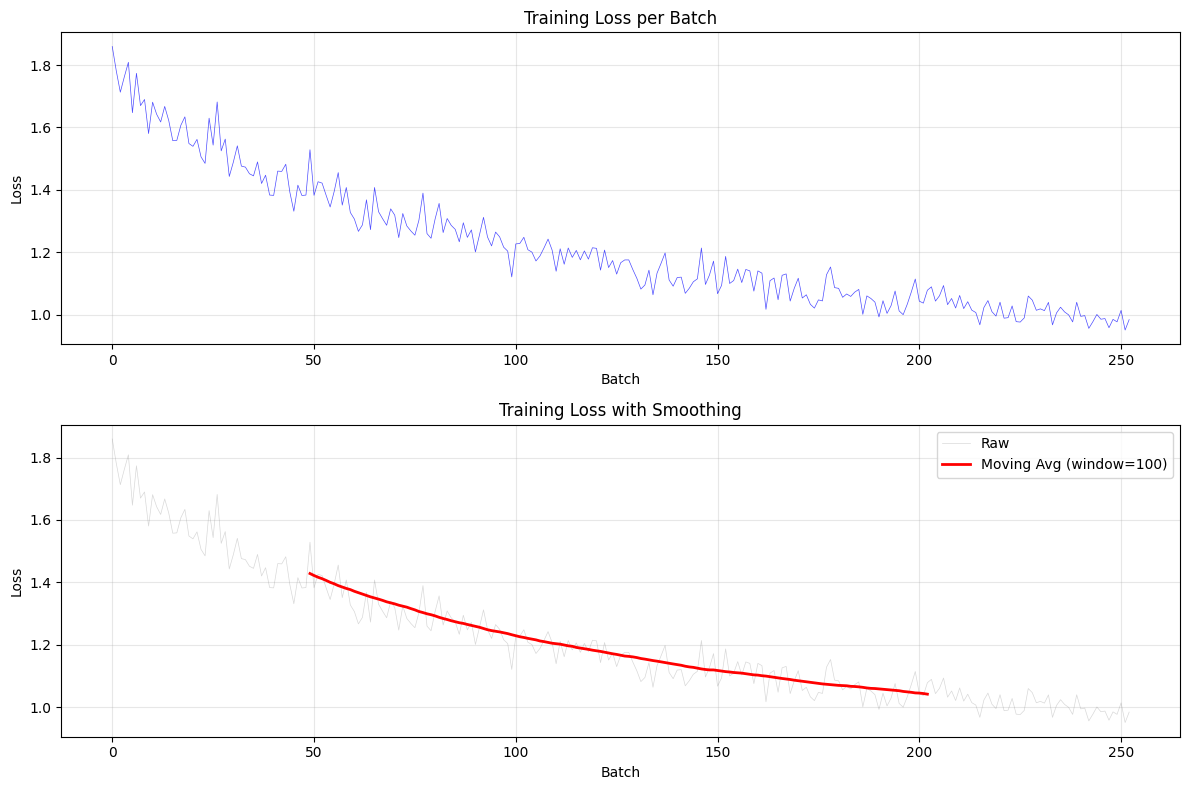 Training Loss per Batch
Loss
1.8
1.6
1.4
1.2
1.0
0 50 100 150 200 250
Batch
Training Loss with Smoothing
Loss
1.8
1.6
1.4
1.2
1.0
Raw
Moving Avg (window=100)
0 50 100 150 200 250
Batch